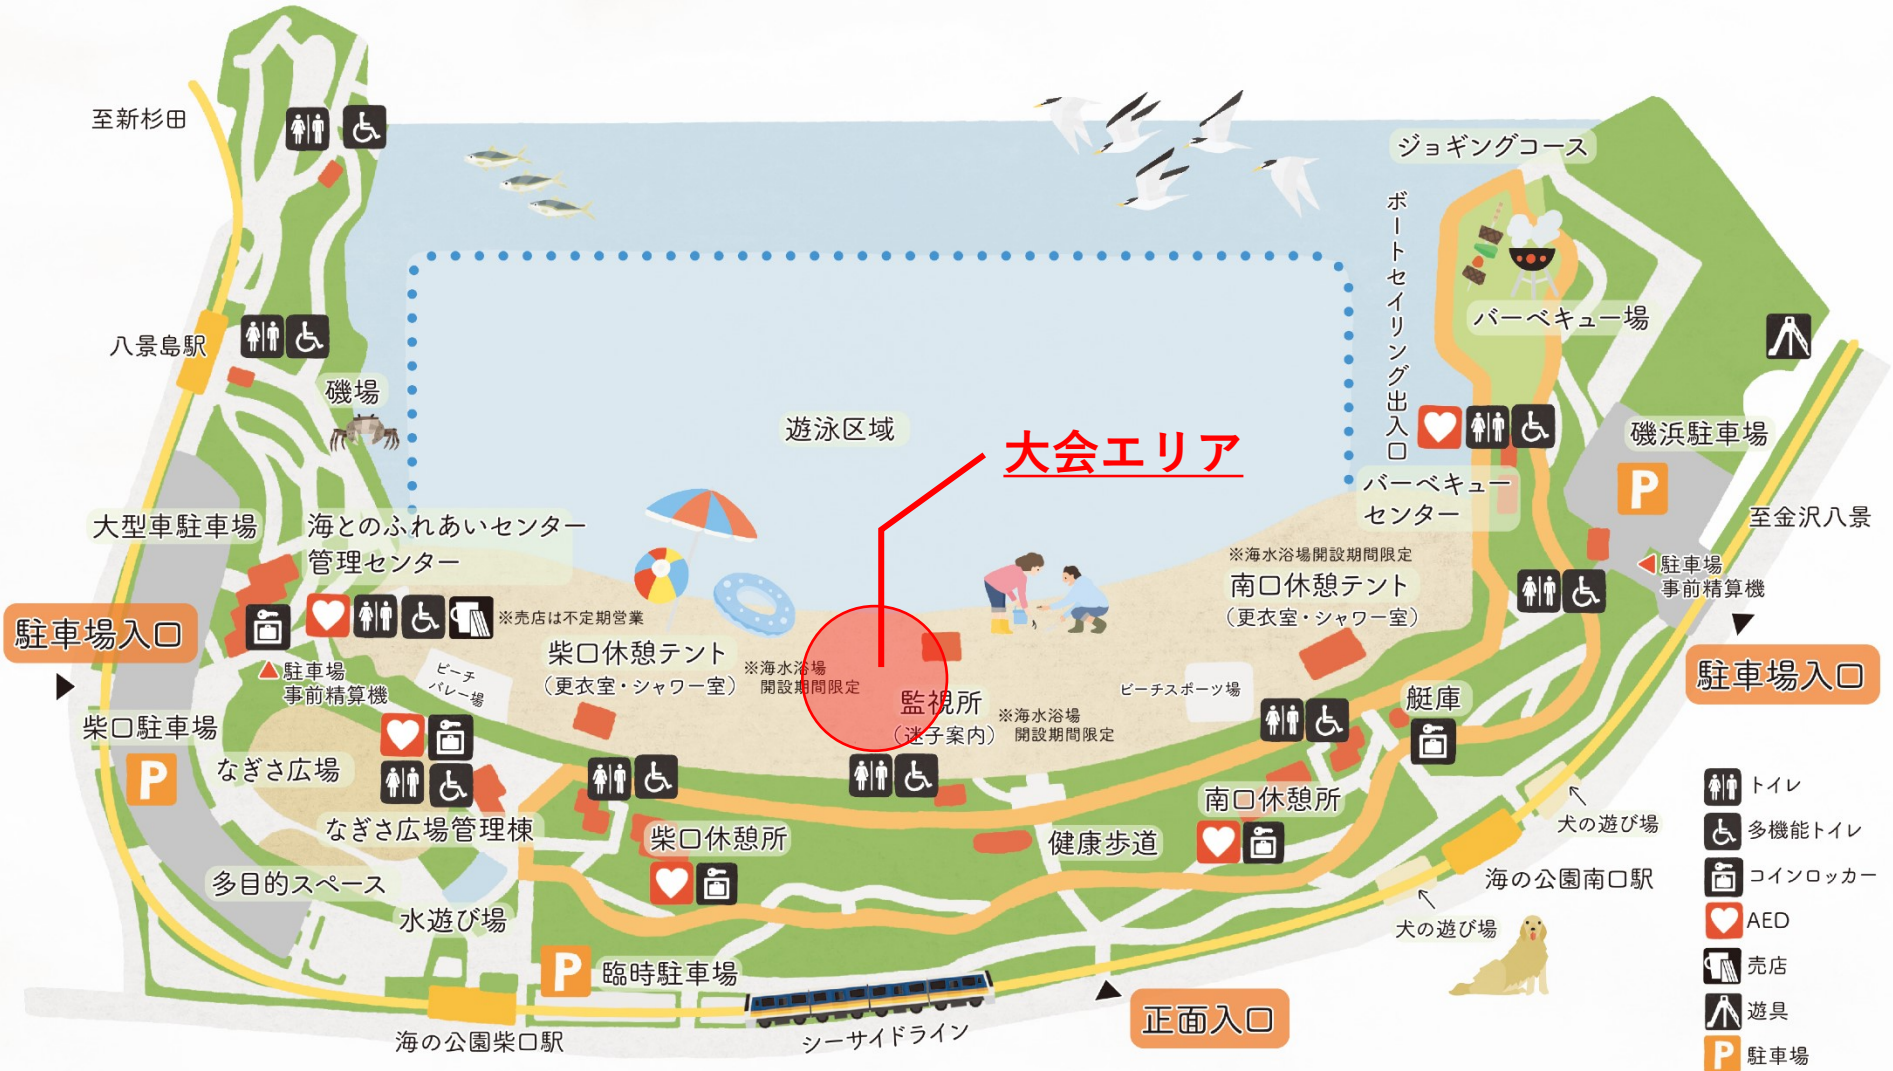 至新杉田
ジョギングコース
ボートセイリング出入口
バーベキュー場
八景島駅
磯場
遊泳区域
大会エリア
磯浜駐車場
P
バーベキュー
センター
至金沢八景
大型車駐車場
海とのふれあいセンター
管理センター
※海水浴場開設期間限定
南口休憩テント
(更衣室・シャワー室)
駐車場
事前精算機
駐車場入口
※売店は不定期営業
柴口休憩テント
(更衣室・シャワー室)
※海水浴場
開設期間限定
駐車場
事前精算機
ビーチ
バレー場
監視所
(迷子案内)
※海水浴場
開設期間限定
ビーチスポーツ場
艇庫
駐車場入口
柴口駐車場
P
なぎさ広場
なぎさ広場管理棟
柴口休憩所
南口休憩所
健康歩道
犬の遊び場
多目的スペース
水遊び場
海の公園南口駅
犬の遊び場
P
臨時駐車場
正面入口
海の公園柴口駅
シーサイドライン
トイレ
多機能トイレ
コインロッカー
AED
売店
遊具
P
駐車場